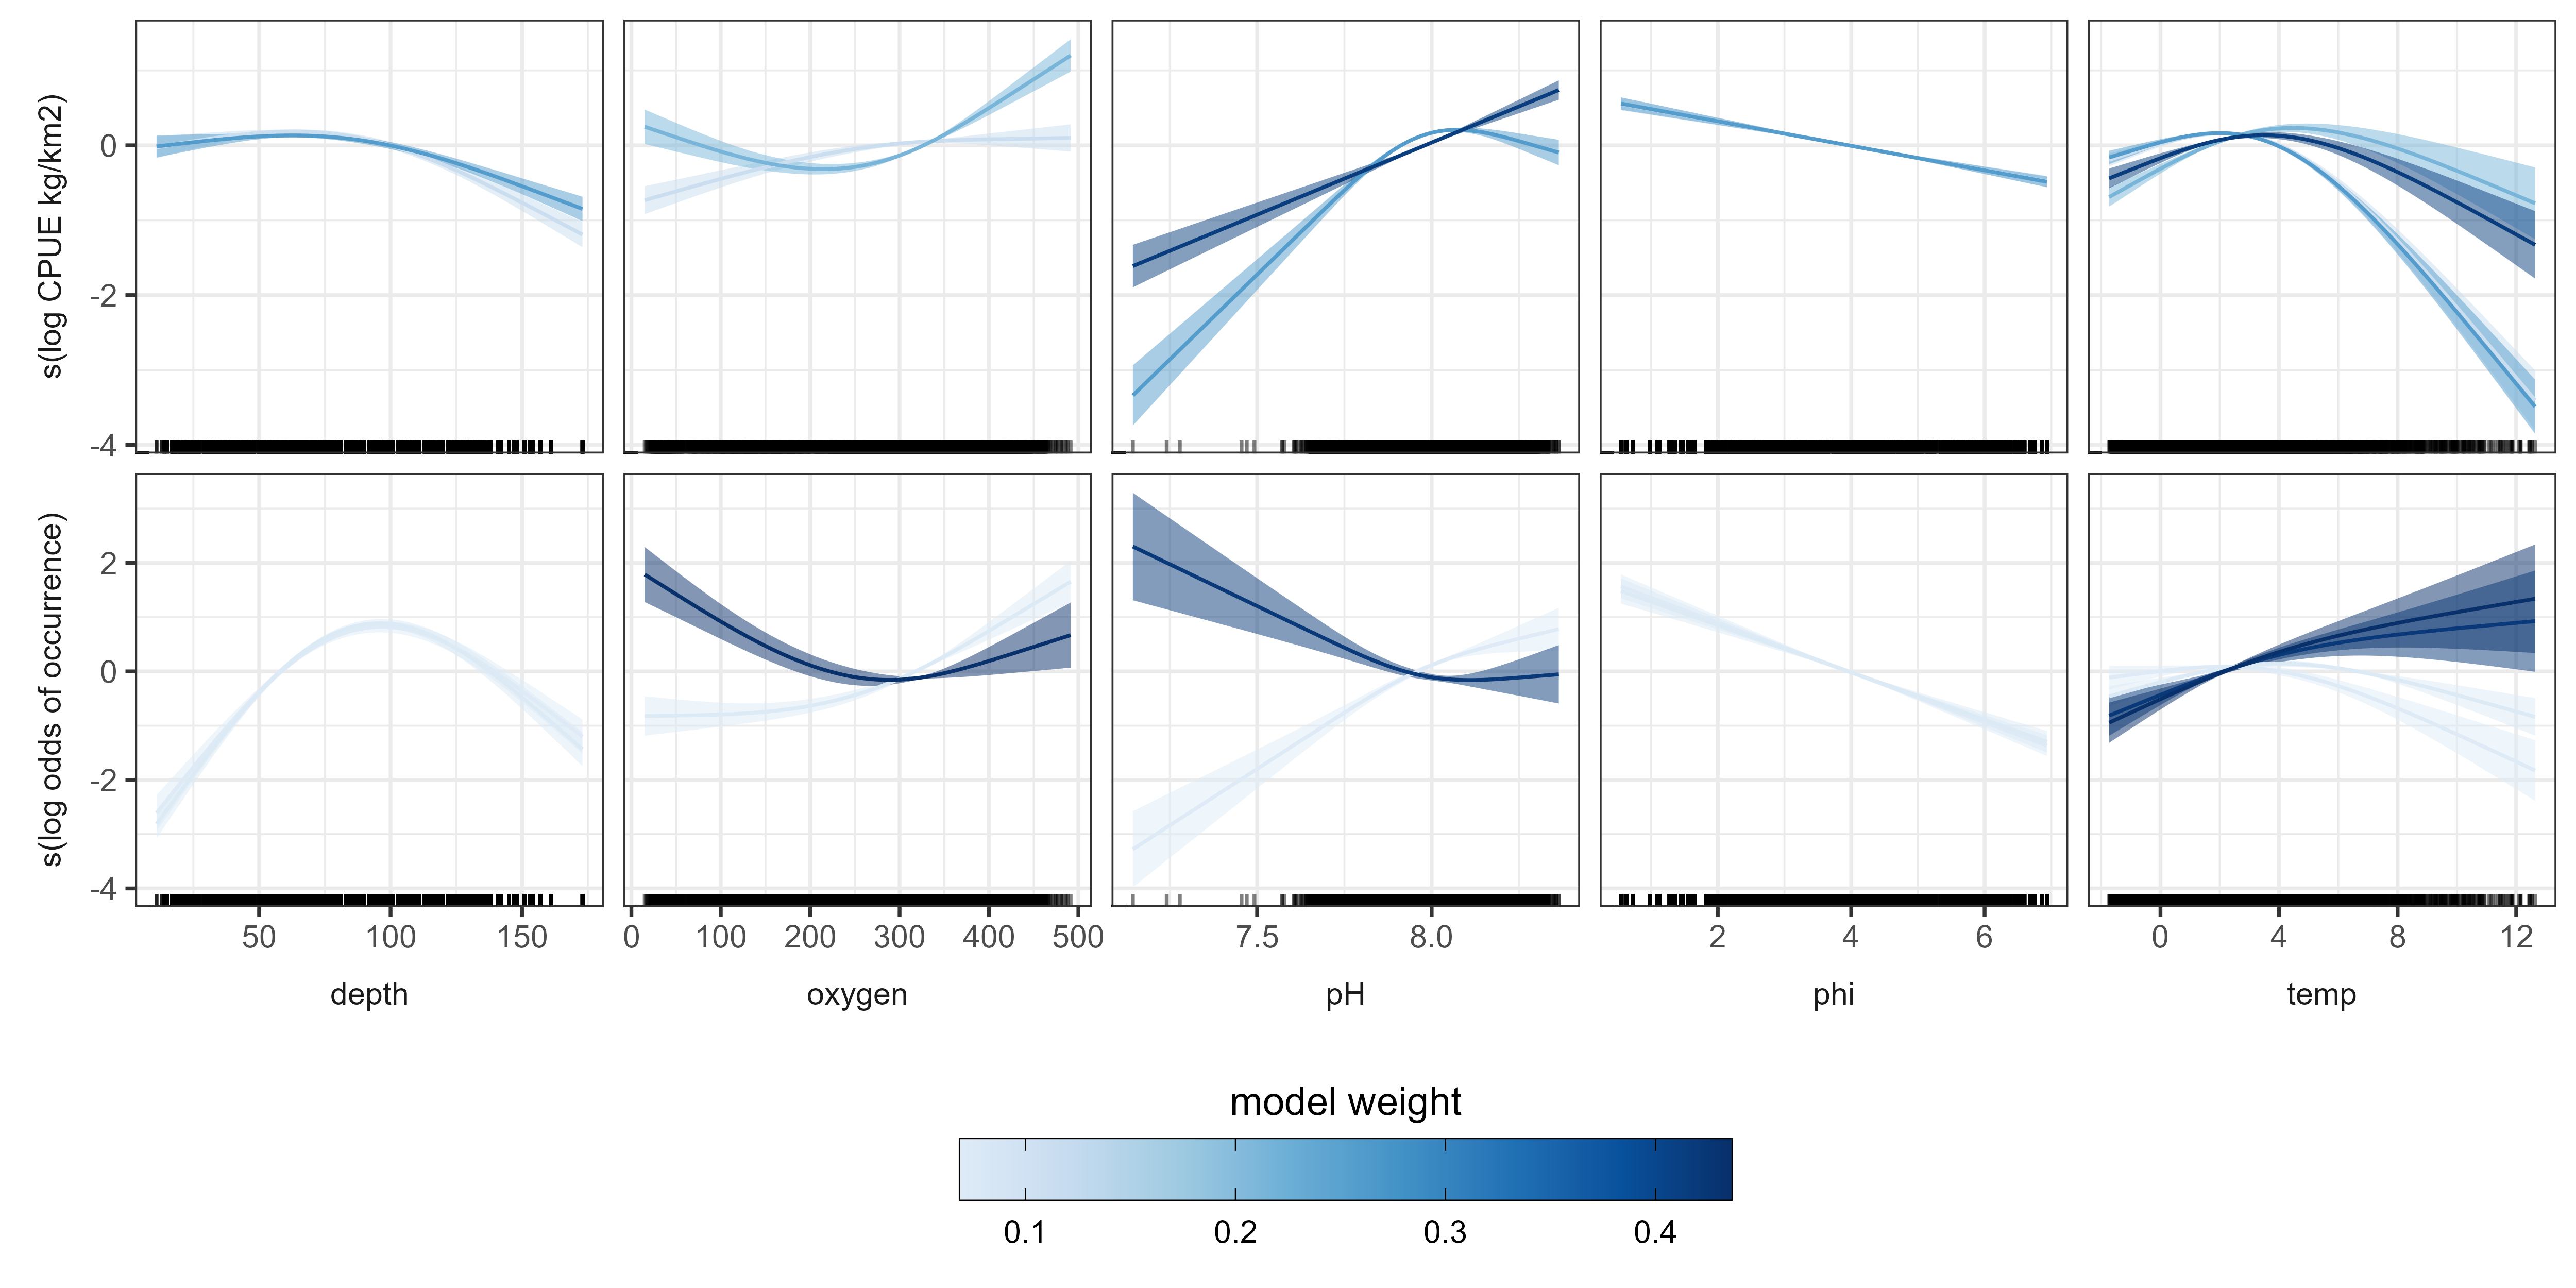 s(log CPUE kg/km2)
0
-2
-4
s(log odds of occurrence)
2
0
-2
-4
50 100 150 0 100 200 300 400 500 7.5 8.0 2 4 6 0 4 8 12
depth oxygen pH phi temp
model weight
0.1 0.2 0.3 0.4